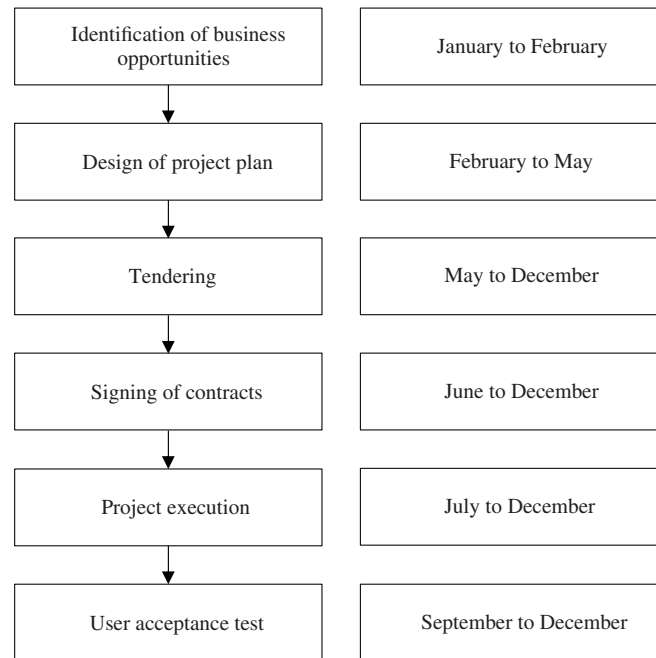 Identification of business
opportunities
January to February
Design of project plan
February to May
Tendering
May to December
Signing of contracts
June to December
Project execution
July to December
User acceptance test
September to December